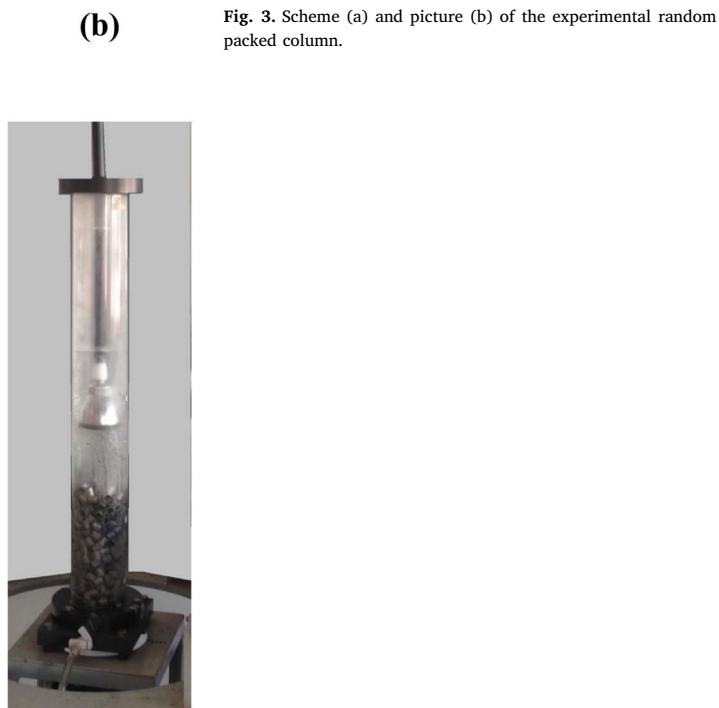 (b)
Fig. 3. Scheme (a) and picture (b) of the experimental random
packed column.